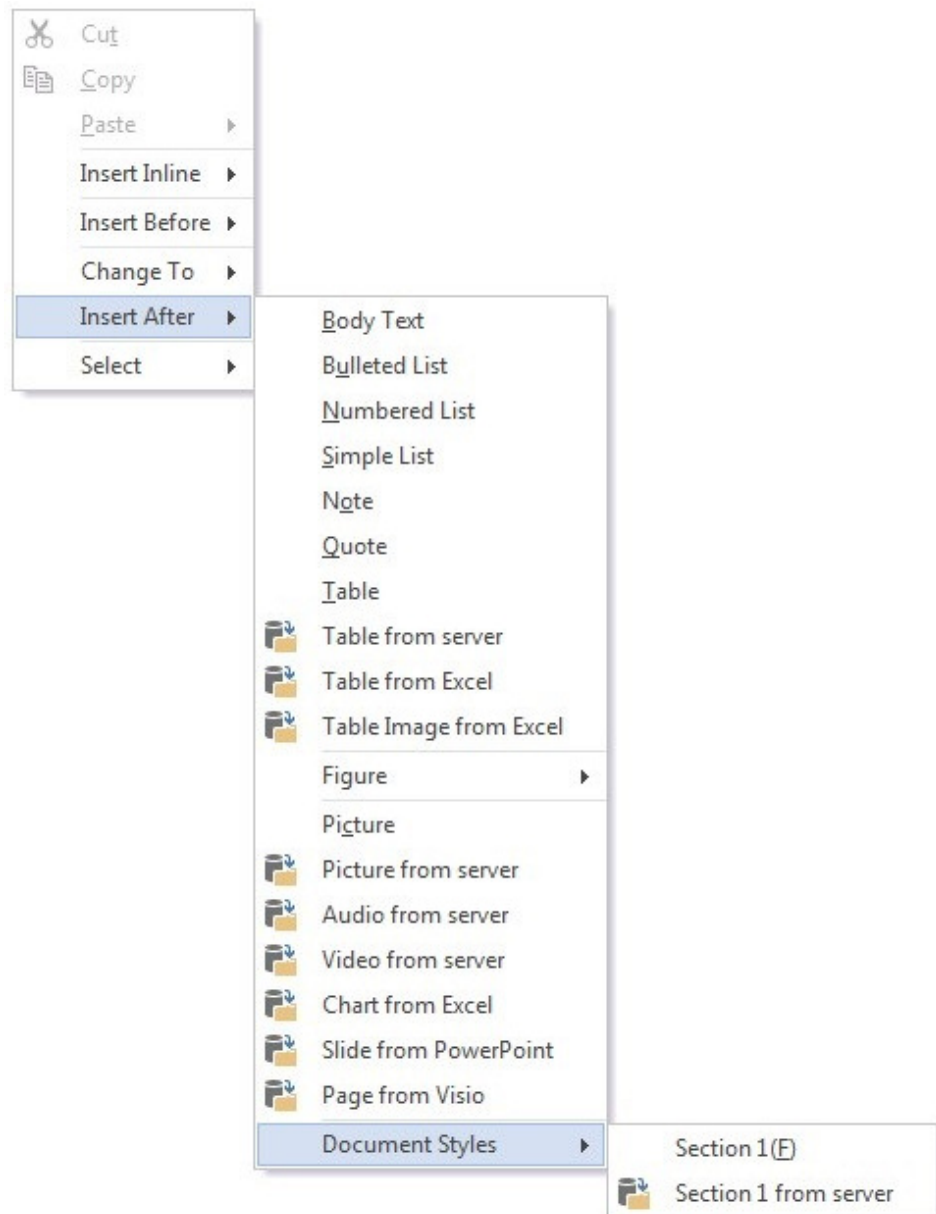 Cut
Copy
Paste
Insert Inline
Insert Before
Change To
Insert After
Select
Body Text
Bulleted List
Numbered List
Simple List
Note
Quote
Table
Table from server
Table from Excel
Table Image from Excel
Figure
Picture
Picture from server
Audio from server
Video from server
Chart from Excel
Slide from PowerPoint
Page from Visio
Document Styles
Section 1(F)
Section 1 from server